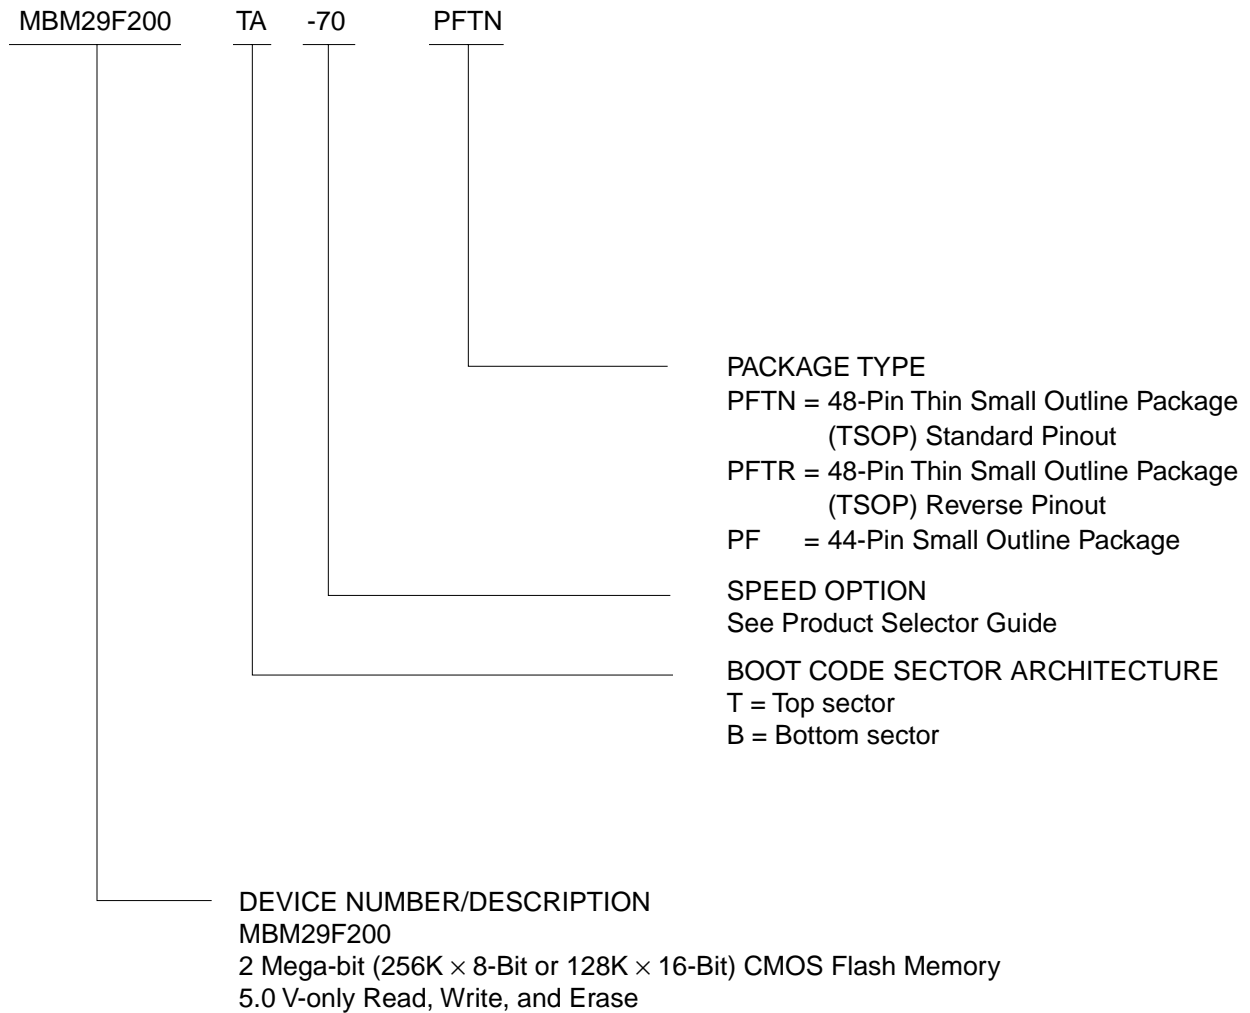 MBM29F200 TA -70 PFTN
PACKAGE TYPE
PFTN = 48-Pin Thin Small Outline Package
(TSOP) Standard Pinout
PFTR = 48-Pin Thin Small Outline Package
(TSOP) Reverse Pinout
PF = 44-Pin Small Outline Package
SPEED OPTION
See Product Selector Guide
BOOT CODE SECTOR ARCHITECTURE
T = Top sector
B = Bottom sector
DEVICE NUMBER/DESCRIPTION
MBM29F200
2 Mega-bit (256K × 8-Bit or 128K × 16-Bit) CMOS Flash Memory
5.0 V-only Read, Write, and Erase